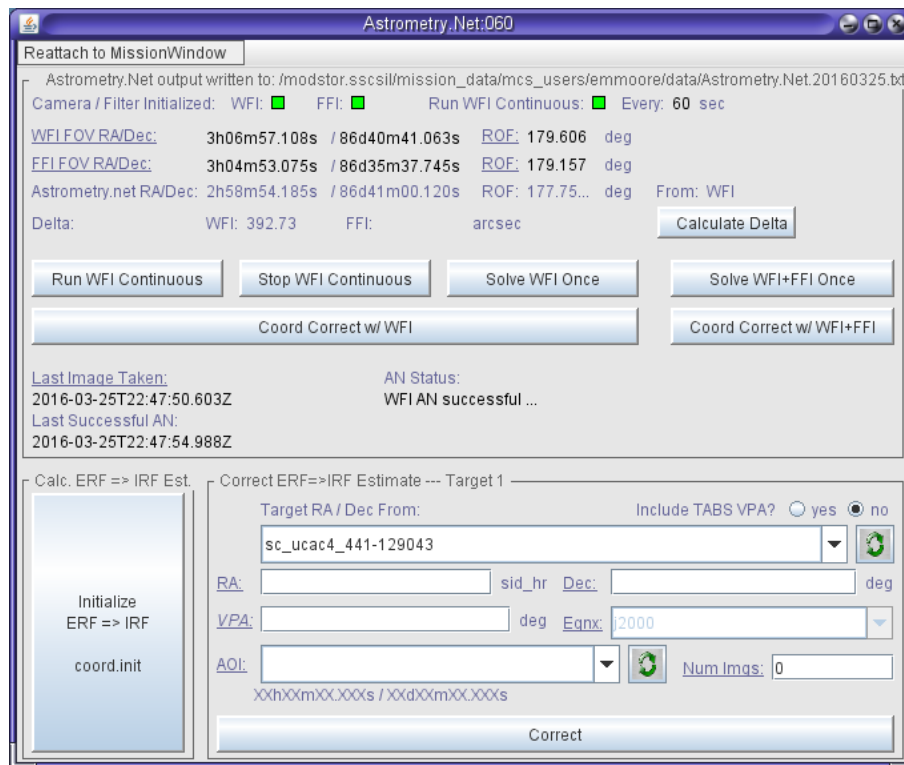 Astrometry.Net:060
Reattach to MissionWindow
Astrometry.Net output written to: /modstor.sscsil/mission_data/mcs_users/emmoore/data/Astrometry.Net.20160325.txt
Camera / Filter Initialized: WFI: FFI: Run WFI Continuous: Every: 60 sec
WFI FOV RA/Dec: 3h06m57.108s / 86d40m41.063s ROF: 179.606 deg
FFI FOV RA/Dec: 3h04m53.075s / 86d35m37.745s ROF: 179.157 deg
Astrometry.net RA/Dec: 2h58m54.185s / 86d41m00.120s ROF: 177.75... deg From: WFI
Delta: WFI: 392.73 FFI: arcsec Calculate Delta
Run WFI Continuous Stop WFI Continuous Solve WFI Once Solve WFI+FFI Once
Coord Correct w/ WFI Coord Correct w/ WFI+FFI
Last Image Taken: AN Status:
2016-03-25T22:47:50.603Z WFI AN successful ...
Last Successful AN:
2016-03-25T22:47:54.988Z
Calc. ERF => IRF Est. Correct ERF=>IRF Estimate --- Target 1
Target RA / Dec From: Include TABS VPA? yes no
sc_ucac4_441-129043
RA: sid_hr Dec: deg
Initialize
ERF => IRF
coord.init
VPA: deg Eqnx: j2000
AOI: Num Imgs: 0
XXhXXmXX.XXXs / XXdXXmXX.XXXs
Correct